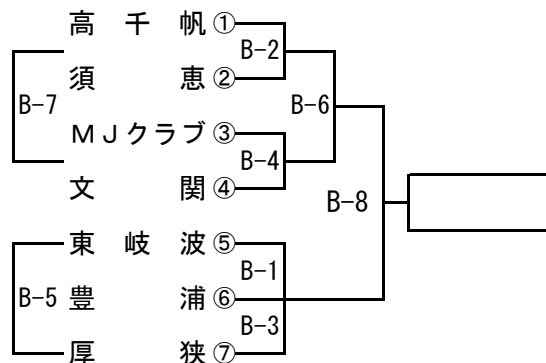 高千帆①
B-2
須恵②
B-7
B-6
MJクラブ③
B-4
文関④
B-8
東岐波⑤
B-1
B-5
豊浦⑥
B-3
厚狭⑦